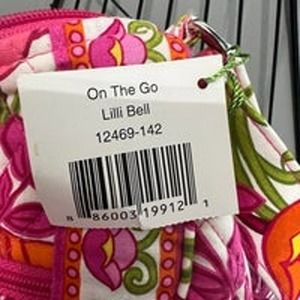 On The Go
Lilli Bell
12469-142
8 86003 19912 1